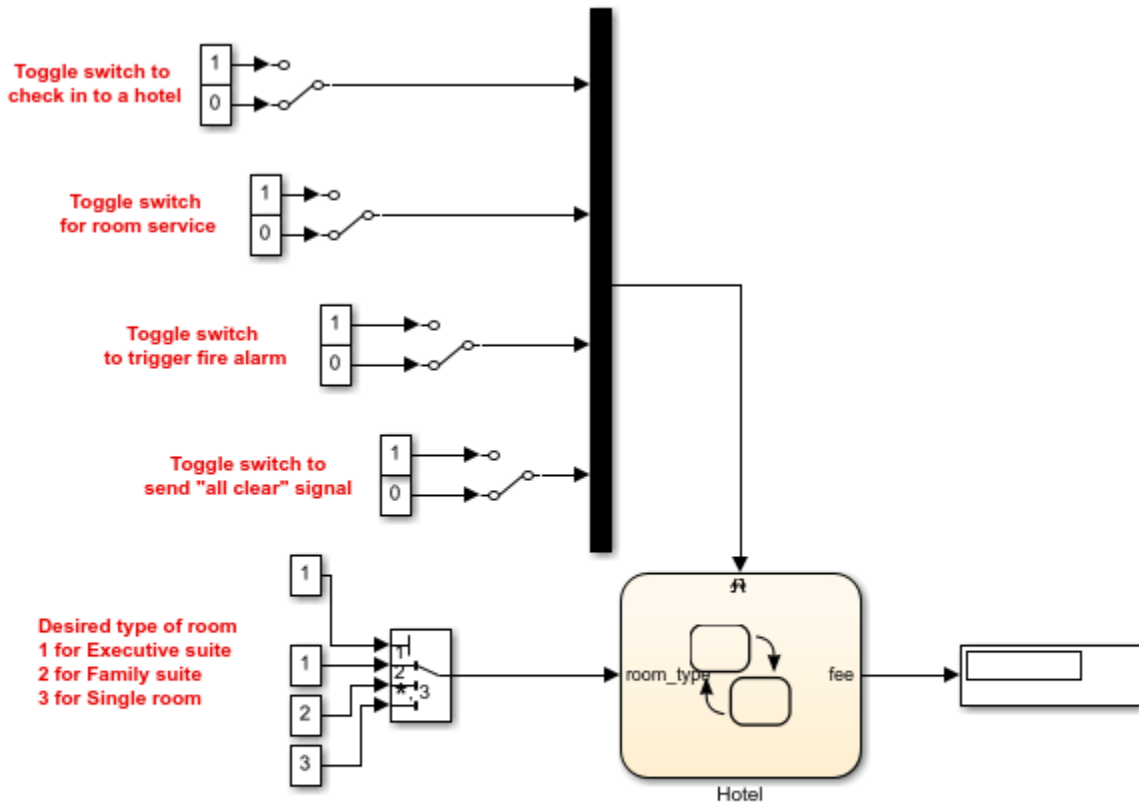 Toggle switch to
check in to a hotel
1
0
Toggle switch
for room service
1
0
Toggle switch
to trigger fire alarm
1
0
Toggle switch to
send "all clear" signal
1
0
1
Desired type of room
1 for Executive suite
2 for Family suite
3 for Single room
1
2
3
1
2
*, 3
room_type
fee
Hotel